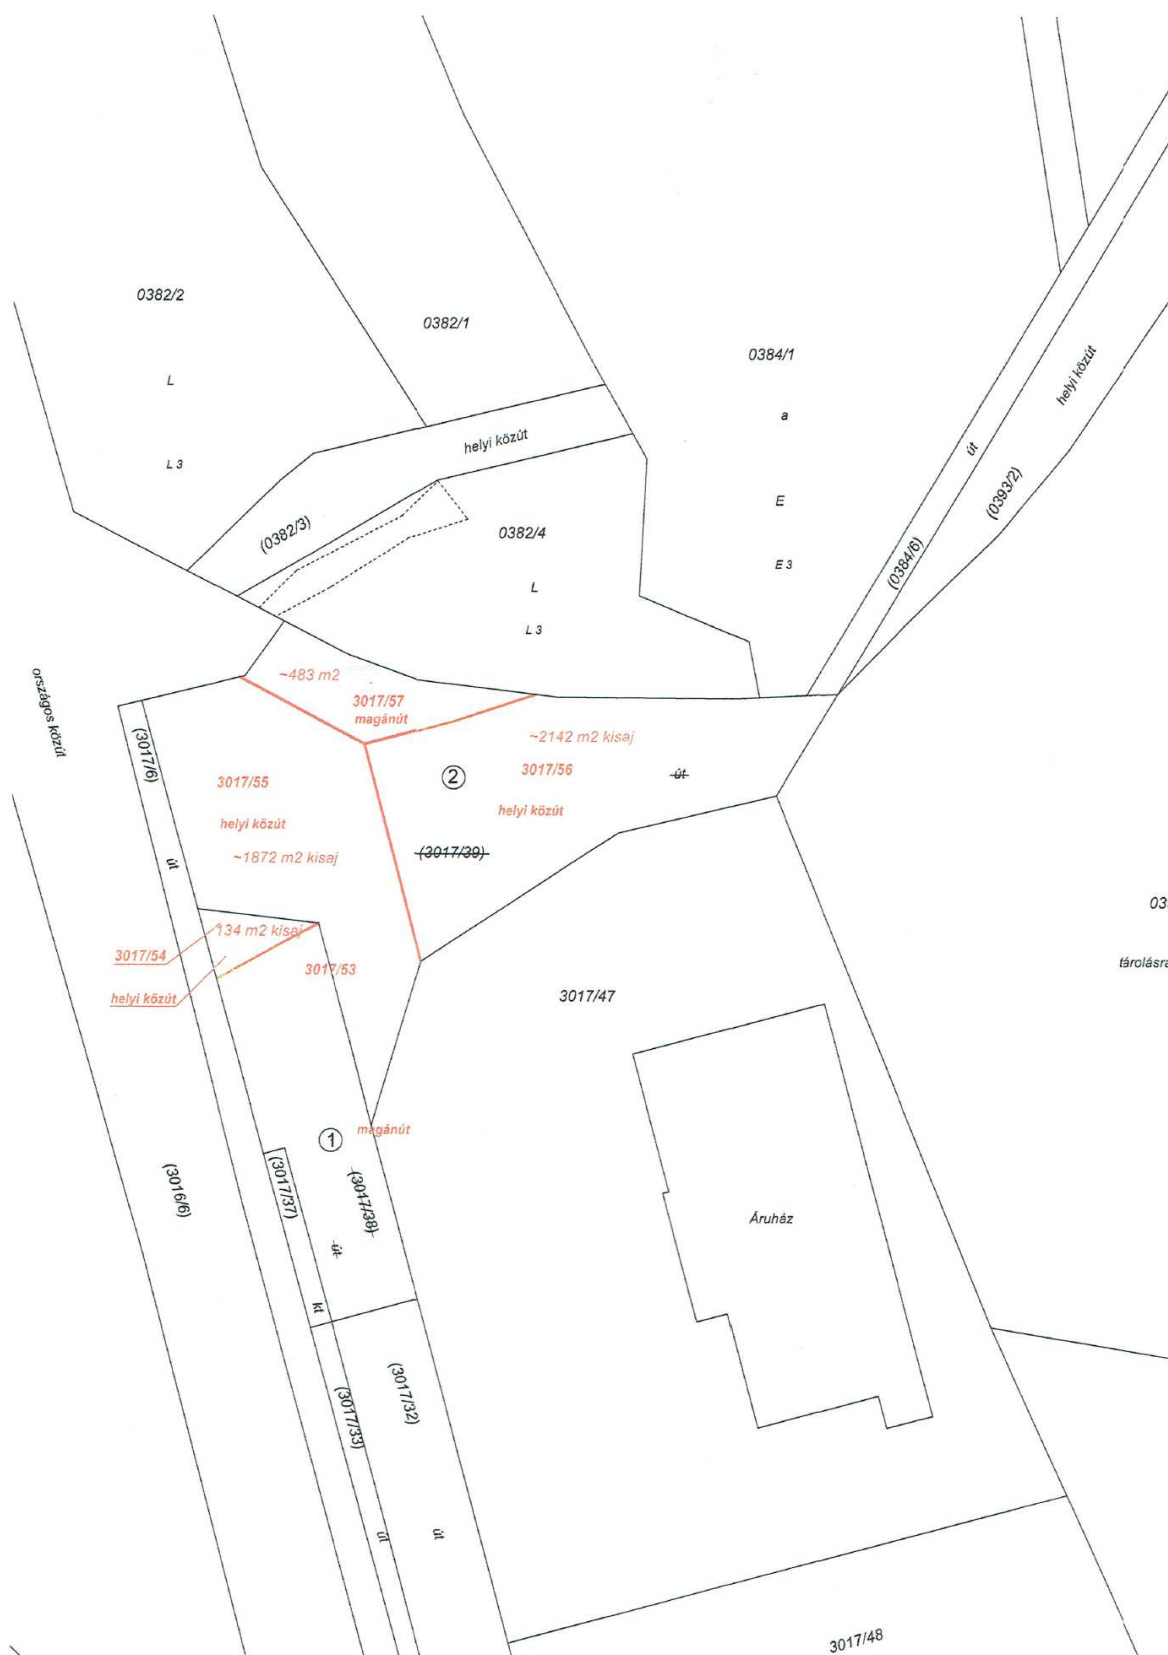 0382/2
0382/1
0384/1
L
a
helyi közút
helyi közút
út
L 3
E
(0393/2)
(0382/3)
0382/4
(0384/6)
E 3
L
L 3
országos közút
~483 m2
3017/57
magánút
(3017/6)
~2142 m2 kisaj
3017/56
3017/55
2
út
helyi közút
helyi közút
(3017/39)
~1872 m2 kisaj
út
03
134 m2 kisaj
3017/54
3017/53
tárolásra
helyi közút
3017/47
1
magánút
(3016/6)
(3017/37)
(3017/38)
Áruház
út
kt
(3017/32)
(3017/33)
út
út
3017/48